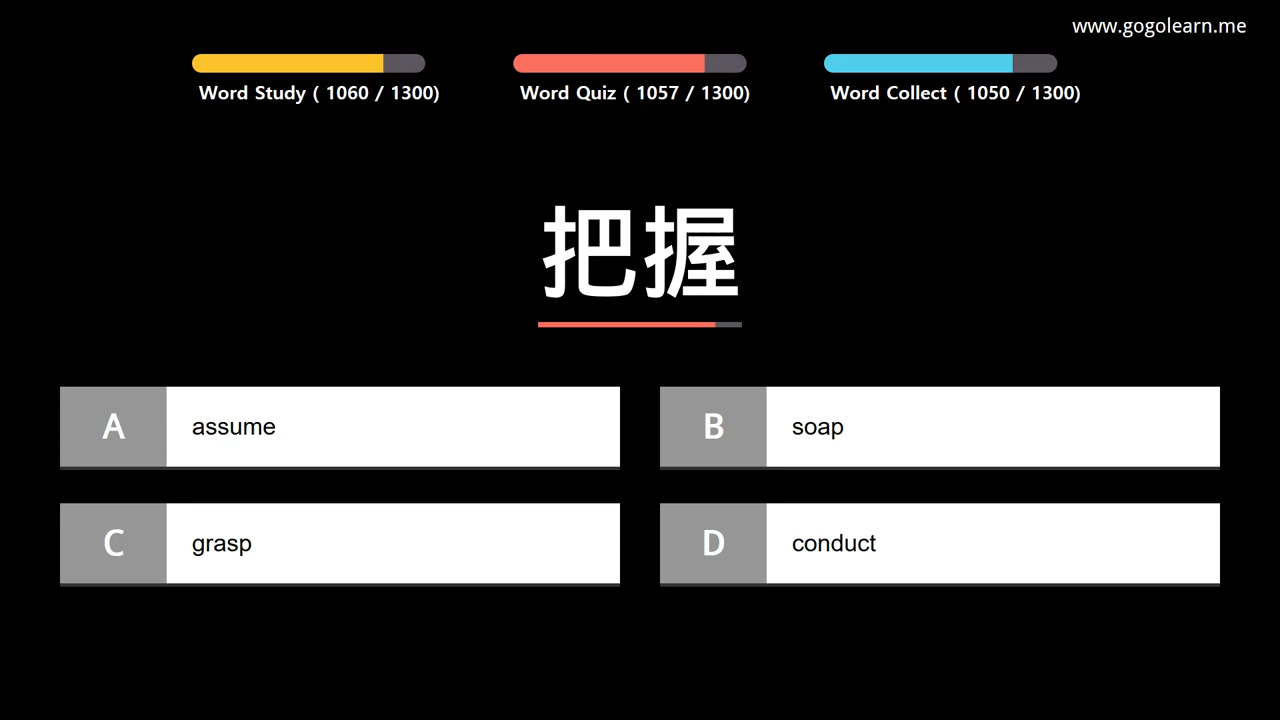 www.gogolearn.me
Word Study ( 1060 / 1300)
Word Quiz ( 1057 / 1300)
Word Collect ( 1050 / 1300)
把握
A
assume
B
soap
C
grasp
D
conduct